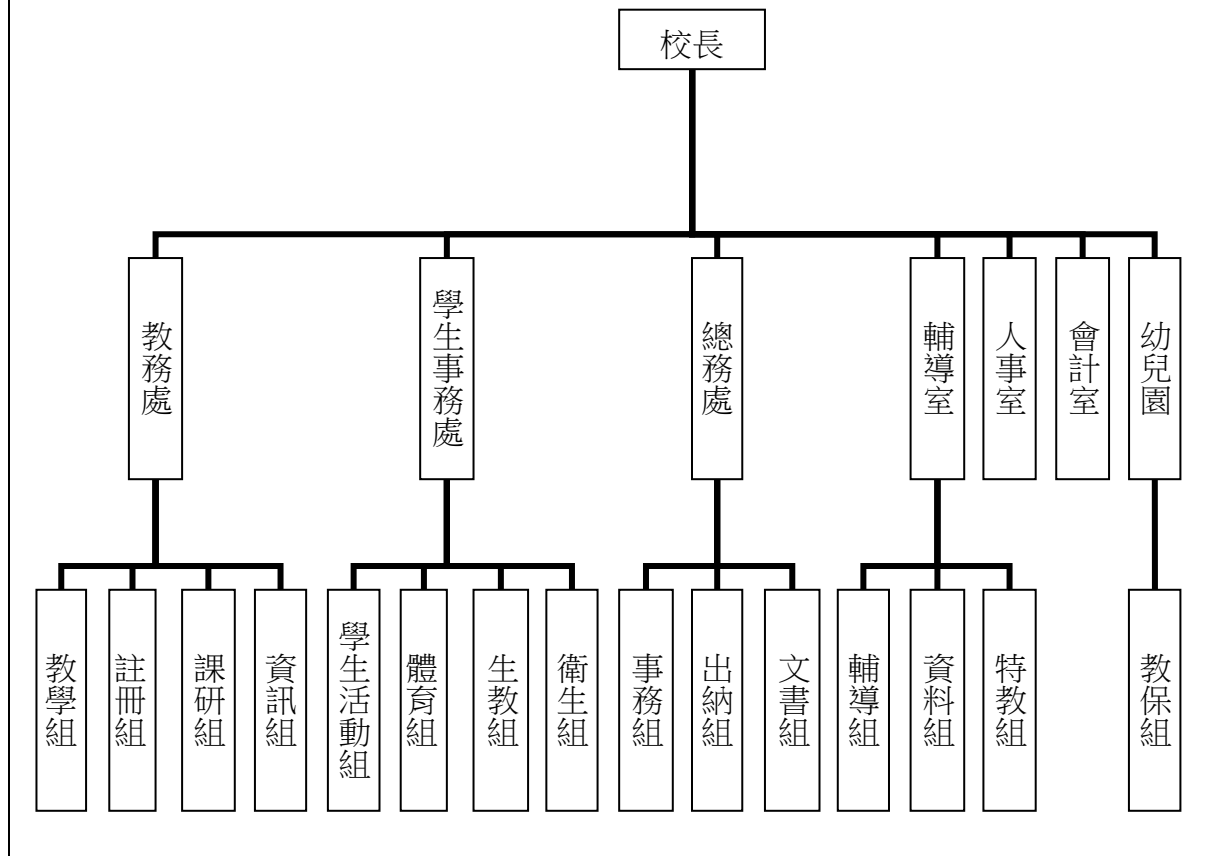 校長
教務處
學生事務處
總務處
輔導室
人事室
會計室
幼兒園
教學組
註冊組
課研組
資訊組
學生活動組
體育組
生教組
衛生組
事務組
出納組
文書組
輔導組
資料組
特教組
教保組